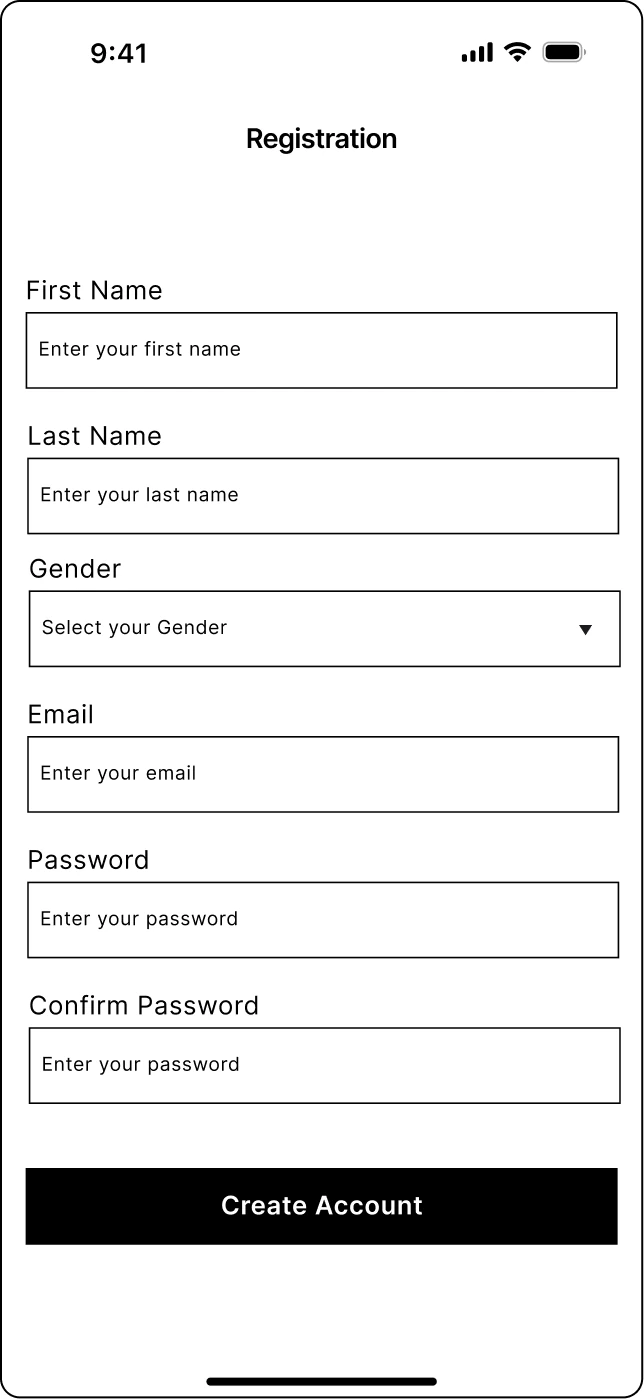 9:41
Registration
First Name
Enter your first name
Last Name
Enter your last name
Gender
Select your Gender
Email
Enter your email
Password
Enter your password
Confirm Password
Enter your password
Create Account